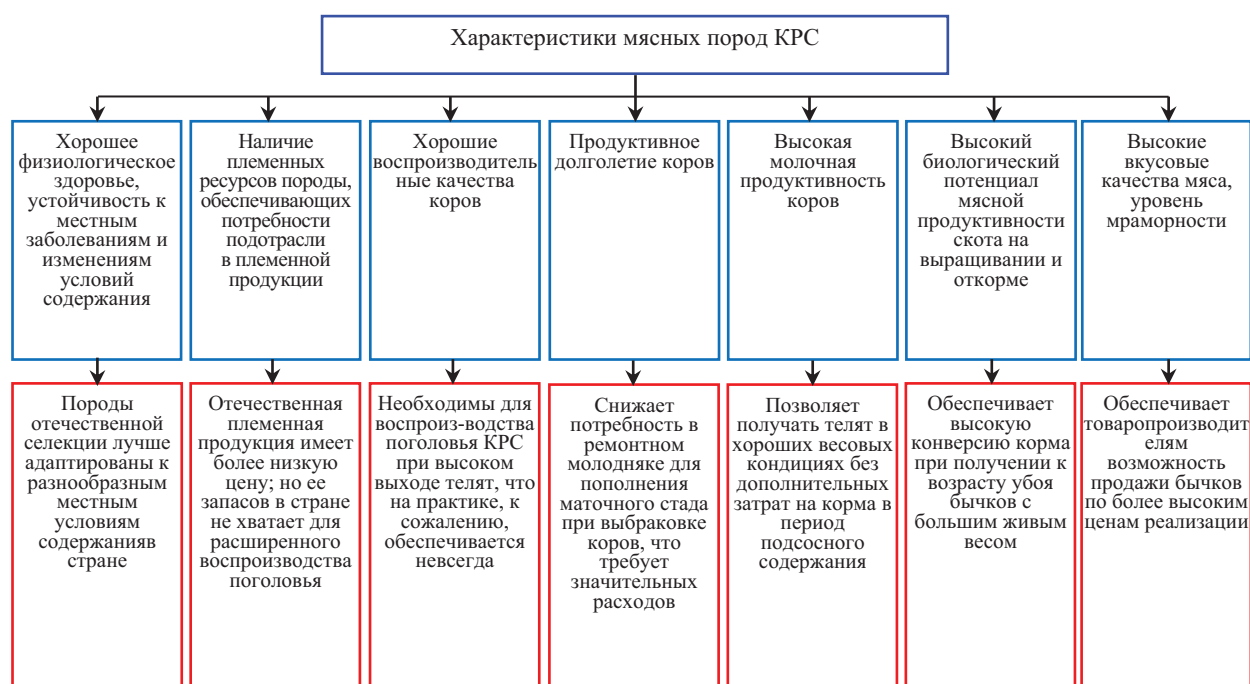 Характеристики мясных пород КРС
Хорошее
физиологическое
здоровье,
устойчивость к
местным
заболеваниям и
изменениям
условий
содержания
Наличие
племенных
ресурсов породы,
обеспечивающих
потребности
подотрасли
в племенной
продукции
Хорошие
воспроизводитель
ные качества
коров
Продуктивное
долголетие коров
Высокая
молочная
продуктивность
коров
Высокий
биологический
потенциал
мясной
продуктивности
скота на
выращивании и
откорме
Высокие
вкусовые
качества мяса,
уровень
мраморности
Породы
отечественной
селекции лучше
адаптированы к
разнообразным
местным
условиям
содержанияв
стране
Отечественная
племенная
продукция имеет
более низкую
цену; но ее
запасов в стране
не хватает для
расширенного
воспроизводства
поголовья
Необходимы для
воспроиз-водства
поголовья КРС
при высоком
выходе телят, что
на практике, к
сожалению,
обеспечивается
невсегда
Снижает
потребность в
ремонтном
молодняке для
пополнения
маточного стада
при выбраковке
коров, что
требует
значительных
расходов
Позволяет
получать телят в
хороших весовых
кондициях без
дополнительных
затрат на корма в
период
подсосного
содержания
Обеспечивает
высокую
конверсию корма
при получении к
возрасту убоя
бычков с
большим живым
весом
Обеспечивает
товаропроизводит
елям
возможность
продажи бычков
по более высоким
ценам реализации